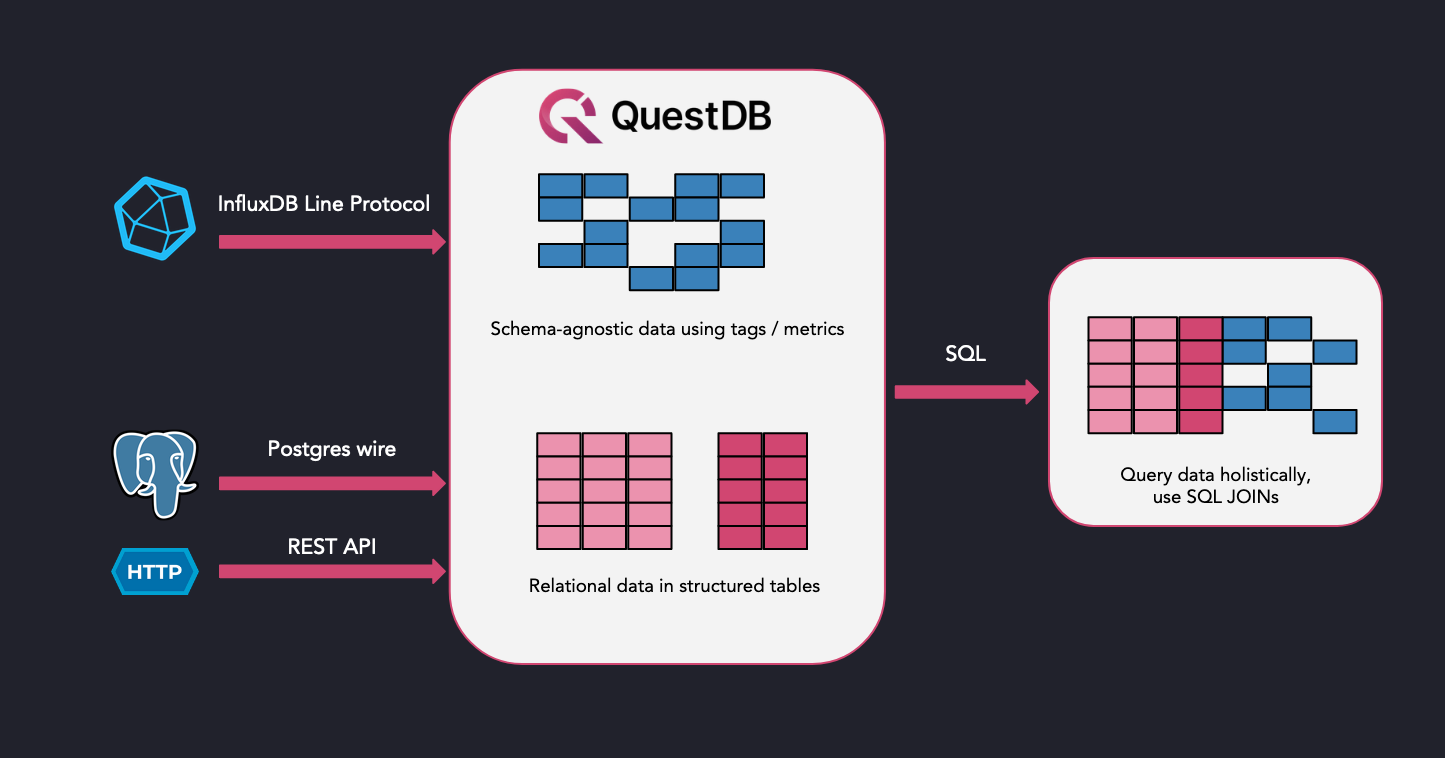 QuestDB
InfluxDB Line Protocol
Schema-agnostic data using tags / metrics
SQL
Postgres wire
REST API
HTTP
Relational data in structured tables
Query data holistically,
use SQL JOINs